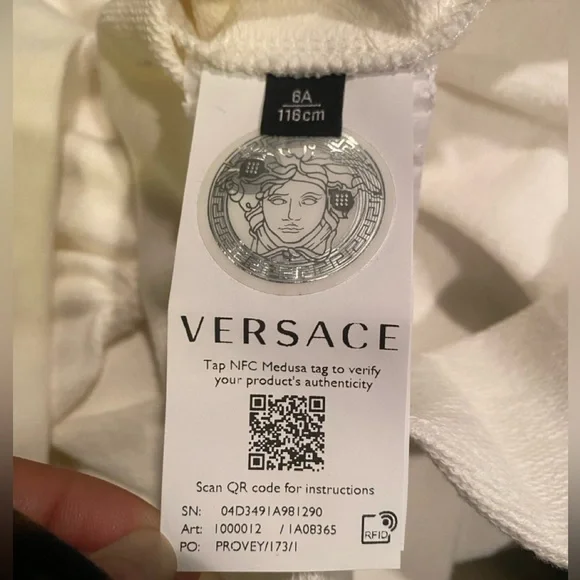 6A
116cm
VERSACE
Tap NFC Medusa tag to verify
your product's authenticity
Scan QR code for instructions
SN: 04D3491A981290
Art: 1000012 / 1A08365
PO: PROVEY/173/1
RFID